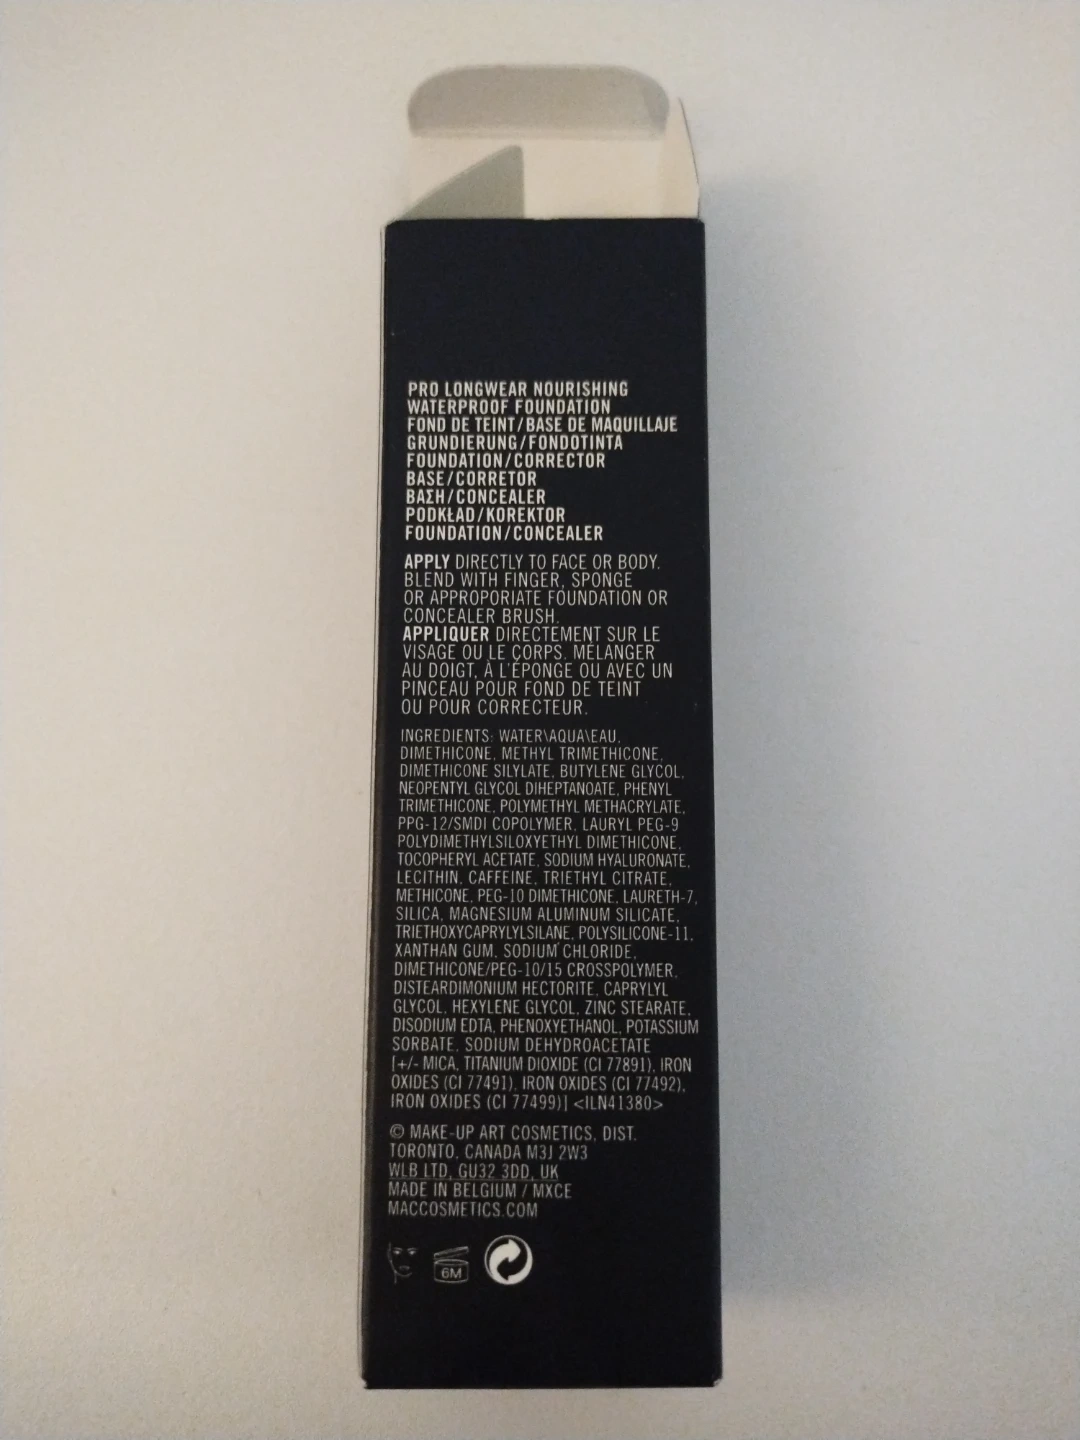 PRO LONGWEAR NOURISHING
WATERPROOF FOUNDATION
FOND DE TEINT/BASE DE MAQUILLAJE
GRUNDIERUNG/FONDOTINTA
FOUNDATION/CORRECTOR
BASE/CORRETOR
ΒΑΣΗ/CONCEALER
PODKŁAD/KOREKTOR
FOUNDATION/CONCEALER
APPLY DIRECTLY TO FACE OR BODY.
BLEND WITH FINGER, SPONGE
OR APPROPORIATE FOUNDATION OR
CONCEALER BRUSH.
APPLIQUER DIRECTEMENT SUR LE
VISAGE OU LE CORPS. MÉLANGER
AU DOIGT, À L'ÉPONGE OU AVEC UN
PINCEAU POUR FOND DE TEINT
OU POUR CORRECTEUR.
INGREDIENTS: WATER\AQUA\EAU,
DIMETHICONE, METHYL TRIMETHICONE,
DIMETHICONE SILYLATE, BUTYLENE GLYCOL,
NEOPENTYL GLYCOL DIHEPTANOATE, PHENYL
TRIMETHICONE, POLYMETHYL METHACRYLATE,
PPG-12/SMDI COPOLYMER, LAURYL PEG-9
POLYDIMETHYLSILOXYETHYL DIMETHICONE,
TOCOPHERYL ACETATE, SODIUM HYALURONATE,
LECITHIN, CAFFEINE, TRIETHYL CITRATE,
METHICONE, PEG-10 DIMETHICONE, LAURETH-7,
SILICA, MAGNESIUM ALUMINUM SILICATE,
TRIETHOXYCAPRYLYLSILANE, POLYSILICONE-11,
XANTHAN GUM, SODIUM CHLORIDE,
DIMETHICONE/PEG-10/15 CROSSPOLYMER,
DISTEARDIMONIUM HECTORITE, CAPRYLYL
GLYCOL, HEXYLENE GLYCOL, ZINC STEARATE,
DISODIUM EDTA, PHENOXYETHANOL, POTASSIUM
SORBATE, SODIUM DEHYDROACETATE
[+/- MICA, TITANIUM DIOXIDE (CI 77891), IRON
OXIDES (CI 77491), IRON OXIDES (CI 77492),
IRON OXIDES (CI 77499)] <ILN41380>
© MAKE-UP ART COSMETICS, DIST.
TORONTO, CANADA M3J 2W3
WLB LTD, GU32 3DD, UK
MADE IN BELGIUM / MXCE
MACCOSMETICS.COM
6M